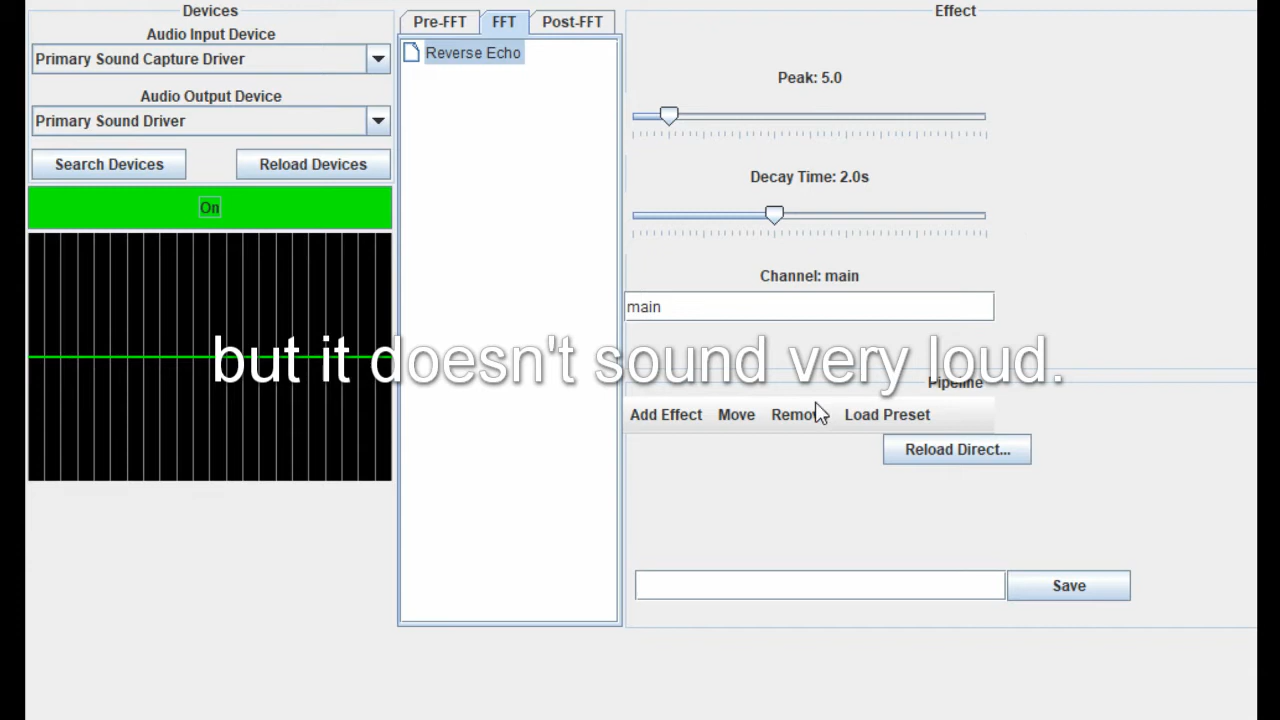 Devices
Audio Input Device
Primary Sound Capture Driver
Audio Output Device
Primary Sound Driver
Search Devices
Reload Devices
On
Pre-FFT
FFT
Post-FFT
Reverse Echo
Effect
Peak: 5.0
Decay Time: 2.0s
Channel: main
main
but it doesn't sound very loud.
Pipeline
Add Effect Move Remove Load Preset
Reload Direct...
Save